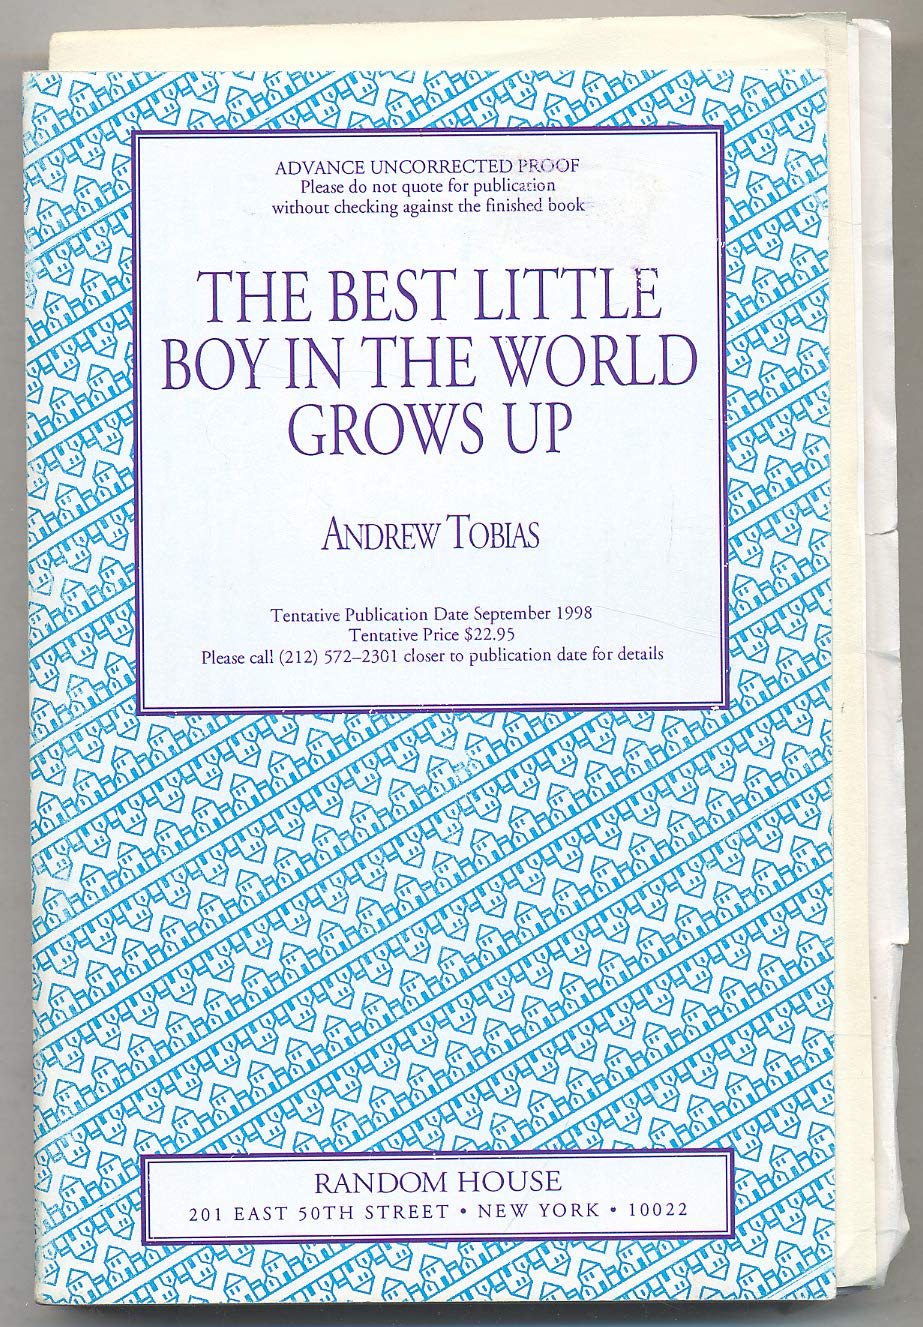 ADVANCE UNCORRECTED PROOF
Please do not quote for publication
without checking against the finished book
THE BEST LITTLE
BOY IN THE WORLD
GROWS UP
ANDREW TOBIAS
Tentative Publication Date September 1998
Tentative Price $22.95
Please call (212) 572–2301 closer to publication date for details
RANDOM HOUSE
201 EAST 50TH STREET • NEW YORK • 10022